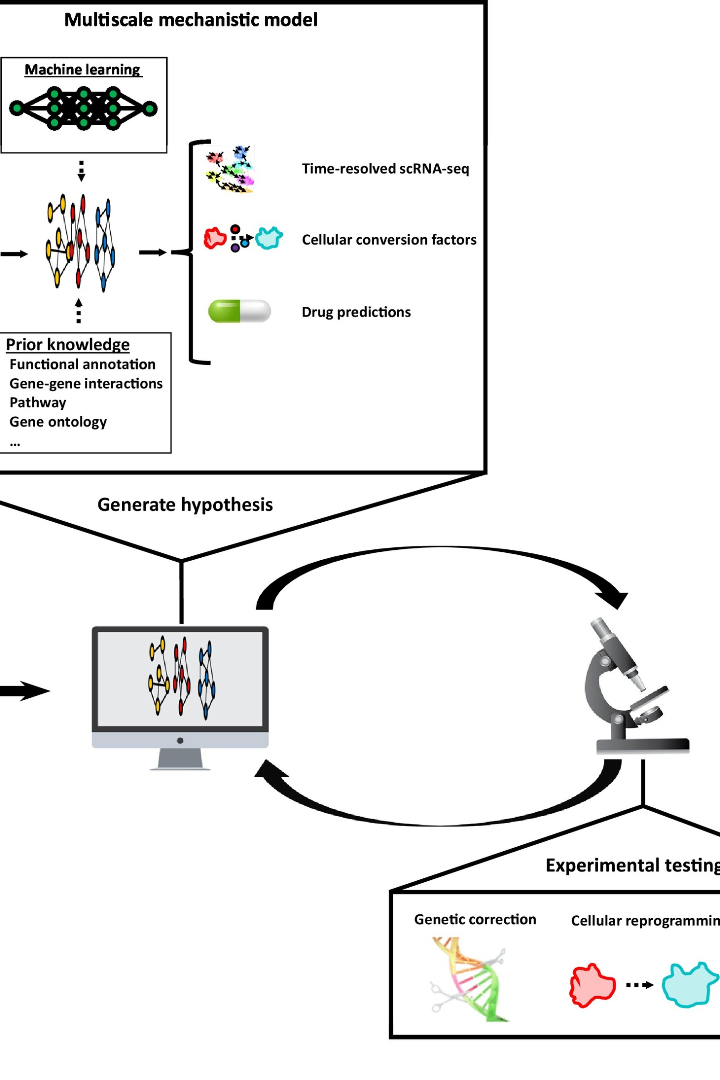 Multiscale mechanistic model
Machine learning
Time-resolved scRNA-seq
Cellular conversion factors
Drug predictions
Prior knowledge
Functional annotation
Gene-gene interactions
Pathway
Gene ontology
...
Generate hypothesis
Experimental testing
Genetic correction
Cellular reprogrammin